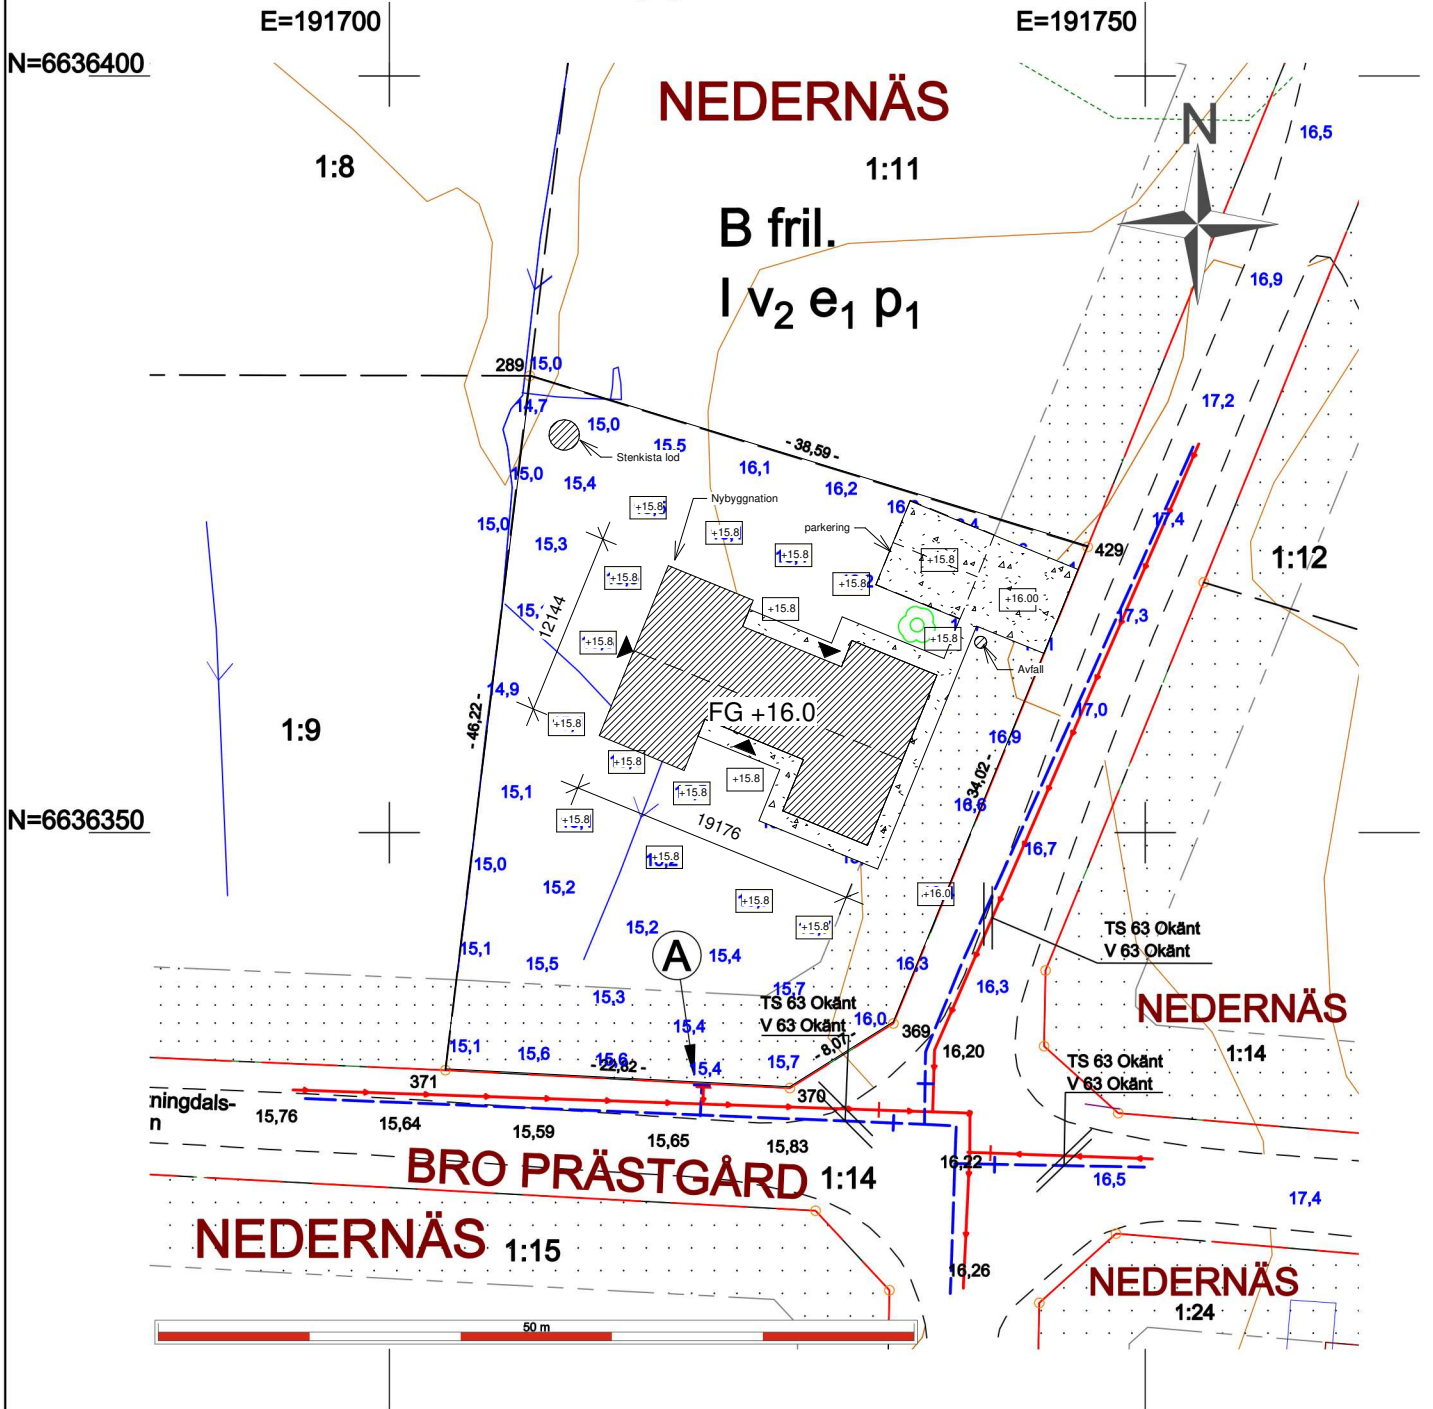 E=191700
E=191750
N=6636400
NEDERNÄS
N
16,5
1:8
1:11
B fril.
I v2 e1 p1
16,9
289
15,0
14,7
17,2
15,0
15,5
- 38,59 -
Stenkista lod
16,1
15,0
15,4
16,2
Nybyggnation
+15.8
parkering
17,4
15,0
15,3
+15.8
+15.8
+15.8
429
1:12
+15.8
+15.8
+16.00
12144
+15.8
17,3
+15.8
+15.8
Avfall
14,9
- 46,22 -
FG +16.0
17,0
+15.8
1:9
16,9
+15.8
- 34,02 -
+15.8
15,1
+15.8
16,6
N=6636350
+15.8
19176
16,7
15,0
+15.8
15,2
+15.8
+16.0
15,2
+15.8
TS 63 Okänt
V 63 Okänt
15,1
A
15,4
15,5
16,3
15,7
16,3
15,3
TS 63 Okänt
V 63 Okänt
NEDERNÄS
1:14
15,4
16,0
369
15,1
15,6
15,6
- 22,82 -
15,4
15,7
- 8,07 -
16,20
TS 63 Okänt
V 63 Okänt
371
370
ningdals-
n
15,76
15,64
15,59
15,65
15,83
BRO PRÄSTGÅRD
1:14
16,22
16,5
17,4
NEDERNÄS
1:15
16,26
NEDERNÄS
1:24
50 m